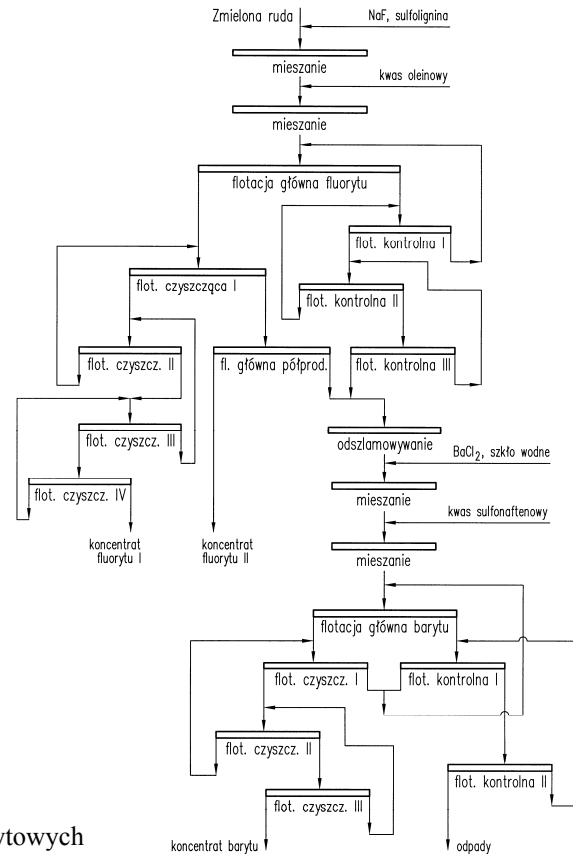 Zmielona ruda
NaF, sulfolignina
mieszanie
kwas oleinowy
mieszanie
flotacja główna fluorytu
flot. kontrolna I
flot. czyszcząca I
flot. kontrolna II
flot. czyszcz. II
fl. główna półprod.
flot. kontrolna III
flot. czyszcz. III
odszlamowywanie
BaCl₂, szkło wodne
flot. czyszcz. IV
mieszanie
kwas sulfonaftenowy
koncentrat
fluorytu I
koncentrat
fluorytu II
mieszanie
flotacja główna barytu
flot. czyszcz. I
flot. kontrolna I
flot. czyszcz. II
flot. kontrolna II
flot. czyszcz. III
ytowych
koncentrat barytu
odpady